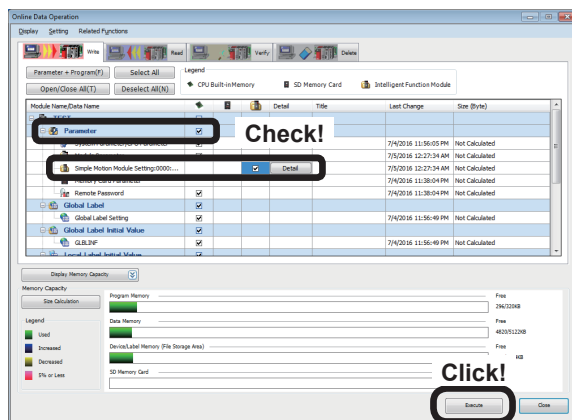 Online Data Operation
Display Setting Related Functions
Write Read Verify Delete
Parameter + Program(F) Select All Legend
Open/Close All(T) Deselect All(N) CPU Built-in Memory SD Memory Card Intelligent Function Module
Module Name/Data Name Detail Title Last Change Size (Byte)
Parameter
Check!
7/4/2016 11:56:05 PM Not Calculated
7/5/2016 12:27:34 AM Not Calculated
Simple Motion Module Setting:0000:... Detail 7/5/2016 12:27:34 AM Not Calculated
7/4/2016 11:38:04 PM Not Calculated
Remote Password 7/4/2016 11:38:04 PM Not Calculated
Global Label
Global Label Setting 7/4/2016 11:56:49 PM Not Calculated
Global Label Initial Value
GLBLINF 7/4/2016 11:56:49 PM Not Calculated
Local Label Initial Value
Display Memory Capacity
Memory Capacity
Size Calculation Program Memory Free
296/320KB
Legend Data Memory Free
Used 4820/5122KB
Increased Device/Label Memory (File Storage Area) Free
Decreased KB
5% or Less SD Memory Card
Click!
Execute Close